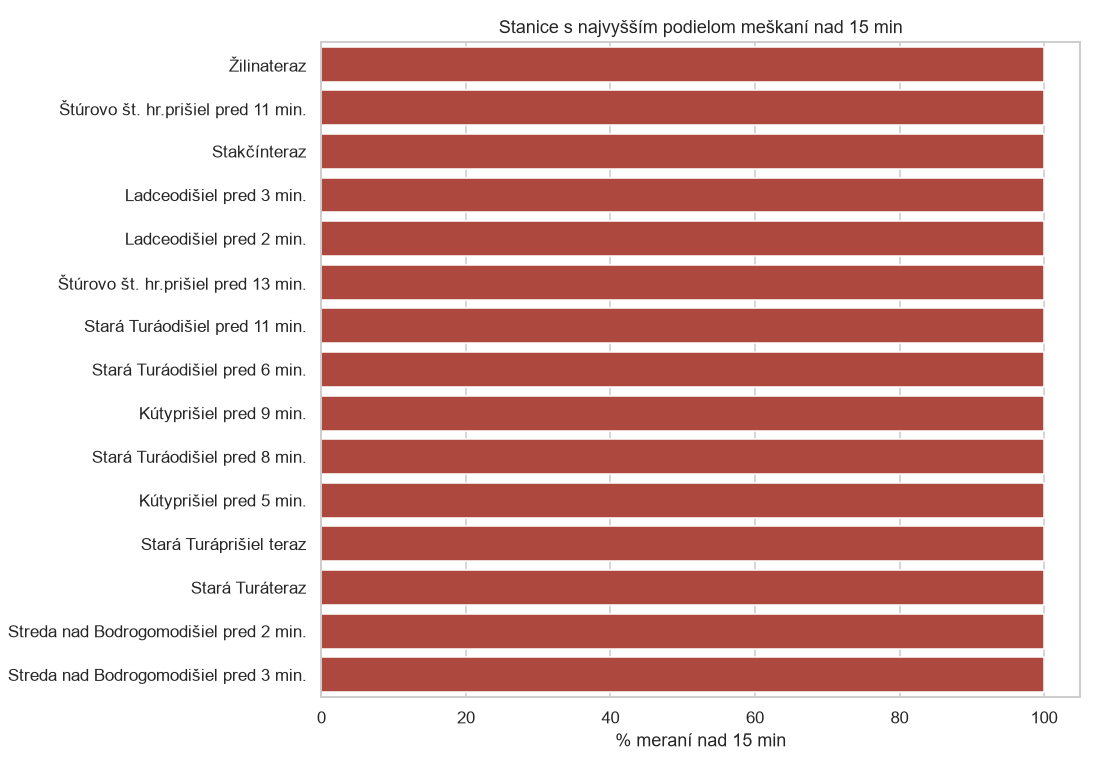 Stanice s najvyšším podielom meškaní nad 15 min
Žilinateraz
Štúrovo št. hr.prišiel pred 11 min.
Stakčínteraz
Ladceodišiel pred 3 min.
Ladceodišiel pred 2 min.
Štúrovo št. hr.prišiel pred 13 min.
Stará Turáodišiel pred 11 min.
Stará Turáodišiel pred 6 min.
Kútyprišiel pred 9 min.
Stará Turáodišiel pred 8 min.
Kútyprišiel pred 5 min.
Stará Turáprišiel teraz
Stará Turáteraz
Streda nad Bodrogomodišiel pred 2 min.
Streda nad Bodrogomodišiel pred 3 min.
0 20 40 60 80 100
% meraní nad 15 min